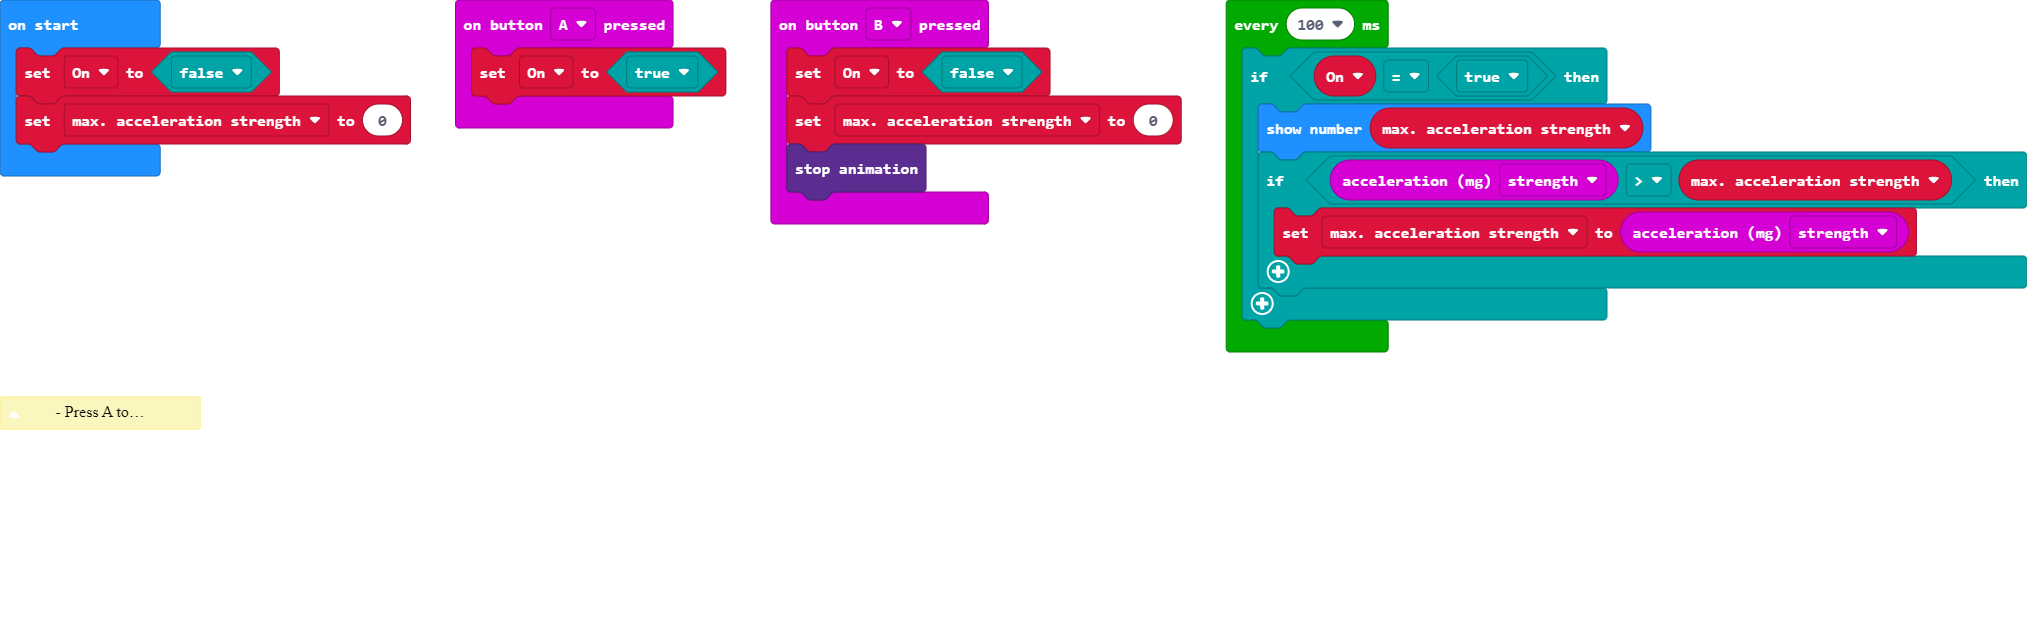 on start
set On to false
set max. acceleration strength to 0
on button A pressed
set On to true
on button B pressed
set On to false
set max. acceleration strength to 0
stop animation
every 100 ms
if On = true then
show number max. acceleration strength
if acceleration (mg) strength > max. acceleration strength then
set max. acceleration strength to acceleration (mg) strength
- Press A to…